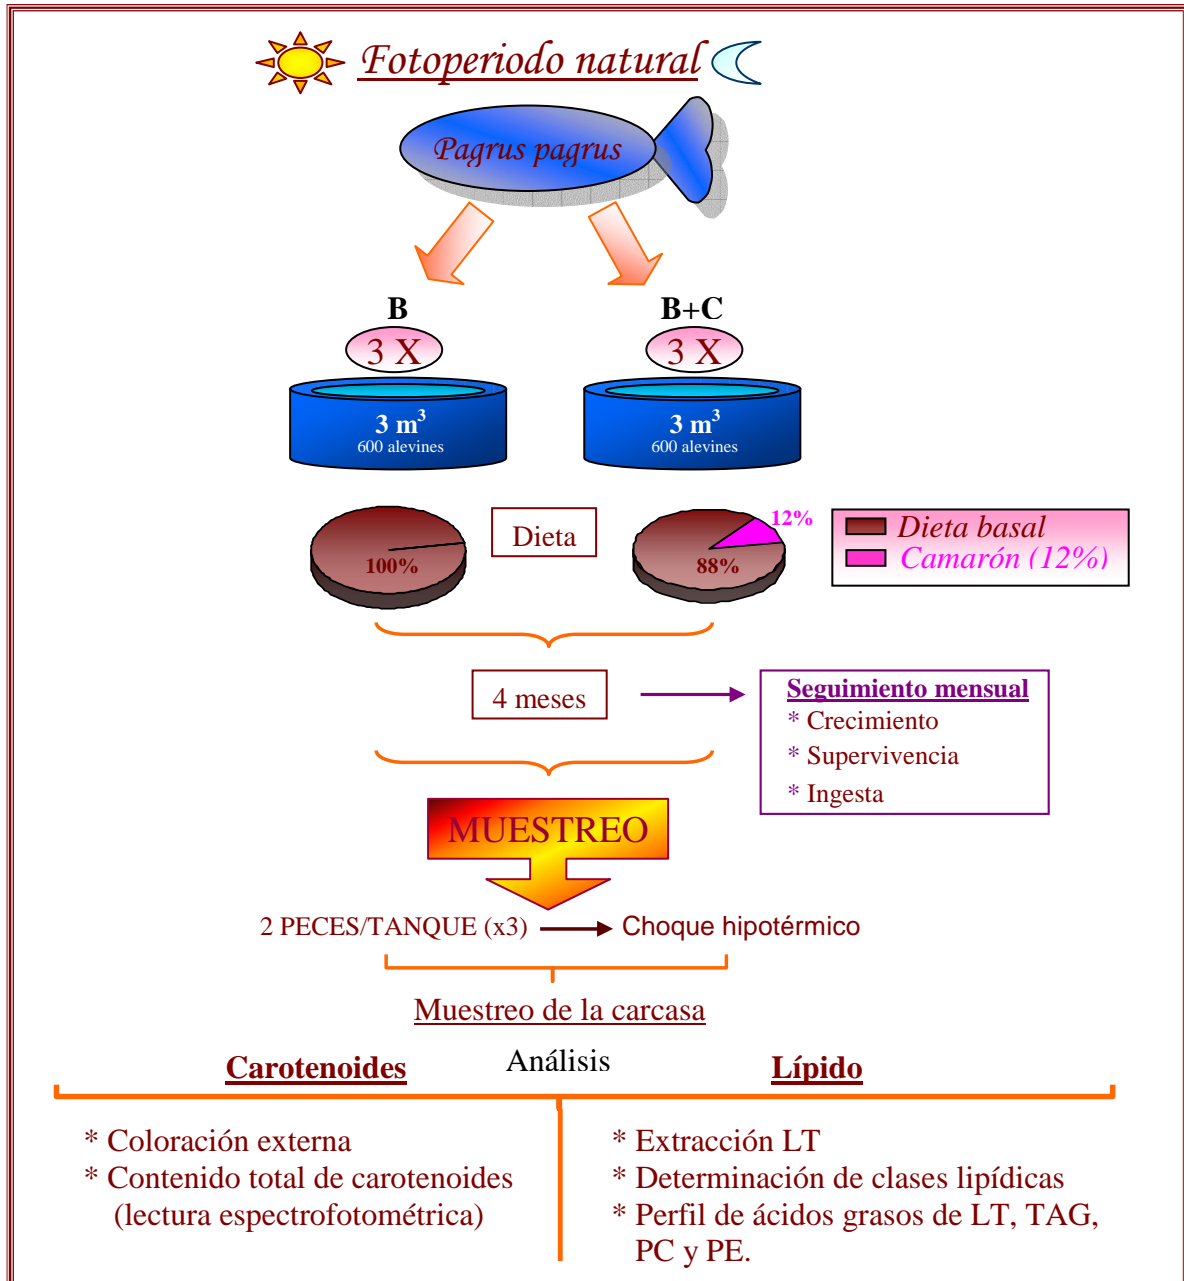 Fotoperiodo natural
Pagrus pagrus
B
B+C
3 X
3 X
3 m³
600 alevines
3 m³
600 alevines
Dieta
100%
12%
88%
Dieta basal
Camarón (12%)
4 meses
Seguimiento mensual
* Crecimiento
* Supervivencia
* Ingesta
MUESTREO
2 PECES/TANQUE (x3)
Choque hipotérmico
Muestreo de la carcasa
Análisis
Carotenoides
Lípido
* Coloración externa
* Contenido total de carotenoides
(lectura espectrofotométrica)
* Extracción LT
* Determinación de clases lipídicas
* Perfil de ácidos grasos de LT, TAG,
PC y PE.